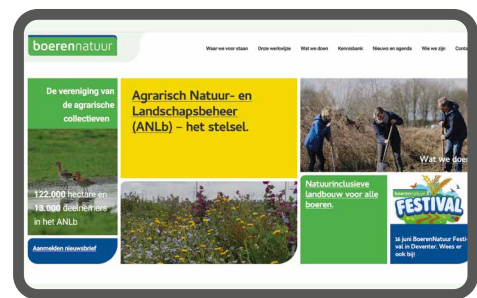 boerennatuur
Waar we voor staan Onze werkwijze Wat we doen Kennisbank Nieuws en agenda Wie we zijn Conta
De vereniging van
de agrarische
collectieven
122.000 hectare en
13.000 deelnemers
in het ANLb
Aanmelden nieuwsbrief
Agrarisch Natuur- en
Landschapsbeheer
(ANLb) – het stelsel.
Wat we doen
Natuurinclusieve
landbouw voor alle
boeren.
boerennatuur
FESTIVAL
16 juni BoerenNatuur Festi-
val in Deventer. Wees er
ook bij!